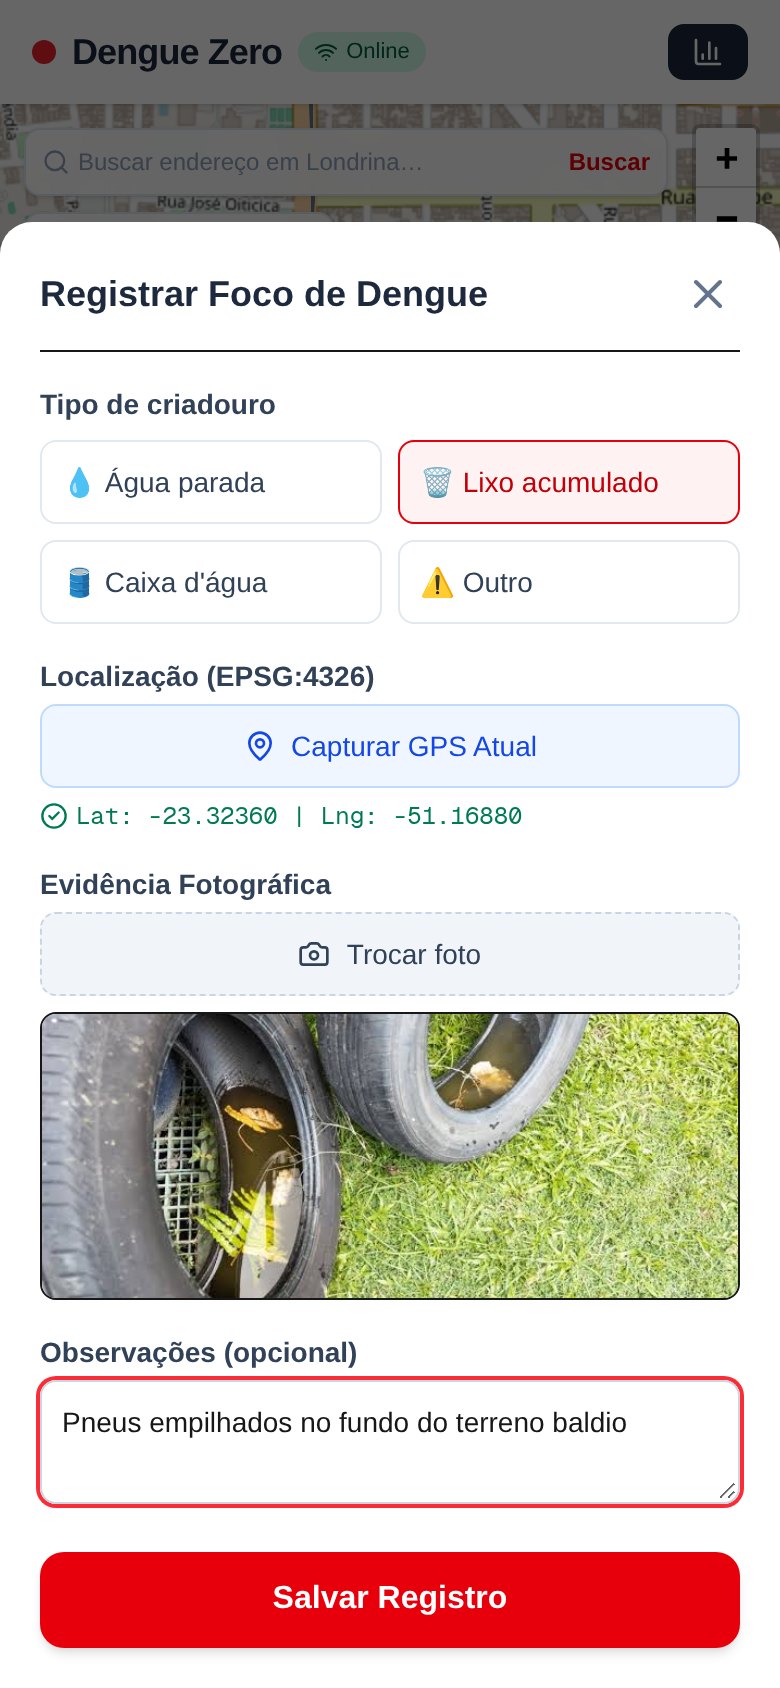 Dengue Zero
Online
Buscar endereço em Londrina…
Buscar
+
Rua José Oiticica
Rua
−
Registrar Foco de Dengue
Tipo de criadouro
Água parada
Lixo acumulado
Caixa d'água
Outro
Localização (EPSG:4326)
Capturar GPS Atual
Lat: -23.32360 | Lng: -51.16880
Evidência Fotográfica
Trocar foto
Observações (opcional)
Pneus empilhados no fundo do terreno baldio
Salvar Registro